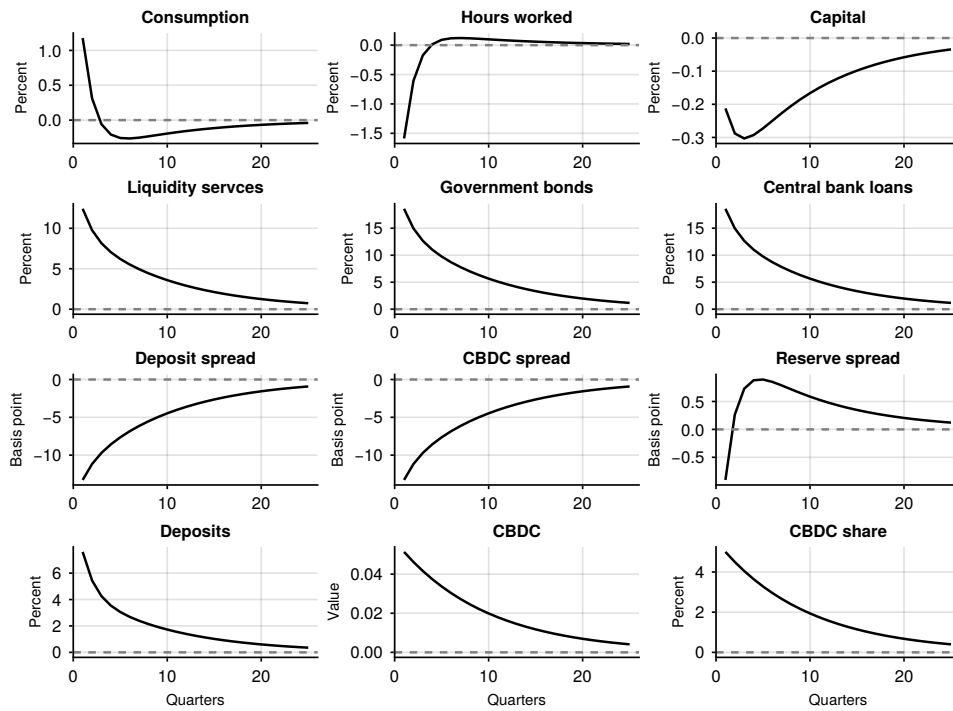 Consumption
Percent
1.0
0.5
0.0
0
10
20
Hours worked
Percent
0.0
−0.5
−1.0
−1.5
0
10
20
Capital
Percent
0.0
−0.1
−0.2
−0.3
0
10
20
Liquidity servces
Percent
10
5
0
0
10
20
Government bonds
Percent
15
10
5
0
0
10
20
Central bank loans
Percent
15
10
5
0
0
10
20
Deposit spread
Basis point
0
−5
−10
0
10
20
CBDC spread
Basis point
0
−5
−10
0
10
20
Reserve spread
Basis point
0.5
0.0
−0.5
0
10
20
Deposits
Percent
6
4
2
0
0
10
20
Quarters
CBDC
Value
0.04
0.02
0.00
0
10
20
Quarters
CBDC share
Percent
4
2
0
0
10
20
Quarters